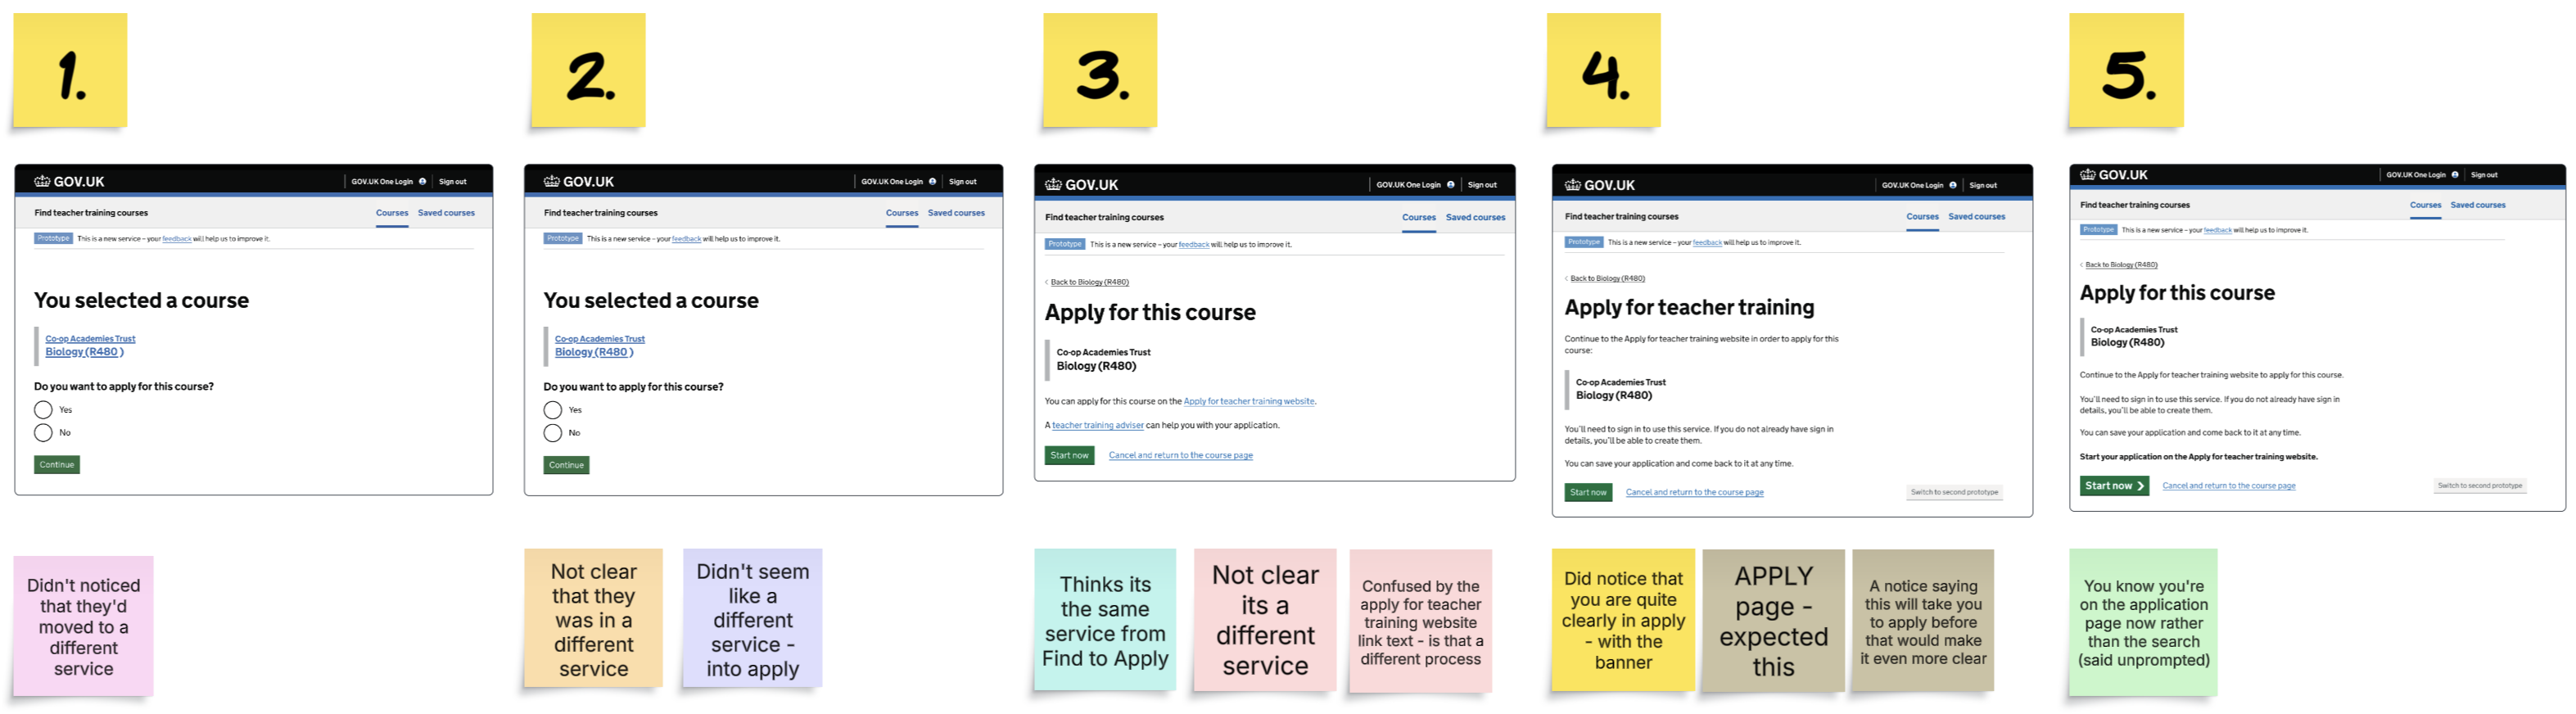 1.
GOV.UK
GOV.UK One Login
Sign out
Find teacher training courses
Courses
Saved courses
Prototype
This is a new service – your feedback will help us to improve it.
You selected a course
Co-op Academies Trust
Biology (R480 )
Do you want to apply for this course?
Yes
No
Continue
Didn't noticed
that they'd
moved to a
different
service
2.
GOV.UK
GOV.UK One Login
Sign out
Find teacher training courses
Courses
Saved courses
Prototype
This is a new service – your feedback will help us to improve it.
You selected a course
Co-op Academies Trust
Biology (R480 )
Do you want to apply for this course?
Yes
No
Continue
Not clear
that they
was in a
different
service
Didn't seem
like a
different
service -
into apply
3.
GOV.UK
GOV.UK One Login
Sign out
Find teacher training courses
Courses
Saved courses
Prototype
This is a new service – your feedback will help us to improve it.
Back to Biology (R480)
Apply for this course
Co-op Academies Trust
Biology (R480)
You can apply for this course on the Apply for teacher training website.
A teacher training adviser can help you with your application.
Start now
Cancel and return to the course page
Thinks its
the same
service from
Find to Apply
Not clear
its a
different
service
Confused by the
apply for teacher
training website
link text - is that a
different process
4.
GOV.UK
GOV.UK One Login
Sign out
Find teacher training courses
Courses
Saved courses
Prototype
This is a new service – your feedback will help us to improve it.
Back to Biology (R480)
Apply for teacher training
Continue to the Apply for teacher training website in order to apply for this
course:
Co-op Academies Trust
Biology (R480)
You'll need to sign in to use this service. If you do not already have sign in
details, you'll be able to create them.
You can save your application and come back to it at any time.
Start now
Cancel and return to the course page
Switch to second prototype
Did notice that
you are quite
clearly in apply
- with the
banner
APPLY
page -
expected
this
A notice saying
this will take you
to apply before
that would make
it even more clear
5.
GOV.UK
GOV.UK One Login
Sign out
Find teacher training courses
Courses
Saved courses
Prototype
This is a new service – your feedback will help us to improve it.
Back to Biology (R480)
Apply for this course
Co-op Academies Trust
Biology (R480)
Continue to the Apply for teacher training website to apply for this course.
You'll need to sign in to use this service. If you do not already have sign in
details, you'll be able to create them.
You can save your application and come back to it at any time.
Start your application on the Apply for teacher training website.
Start now
Cancel and return to the course page
Switch to second prototype
You know you're
on the application
page now rather
than the search
(said unprompted)